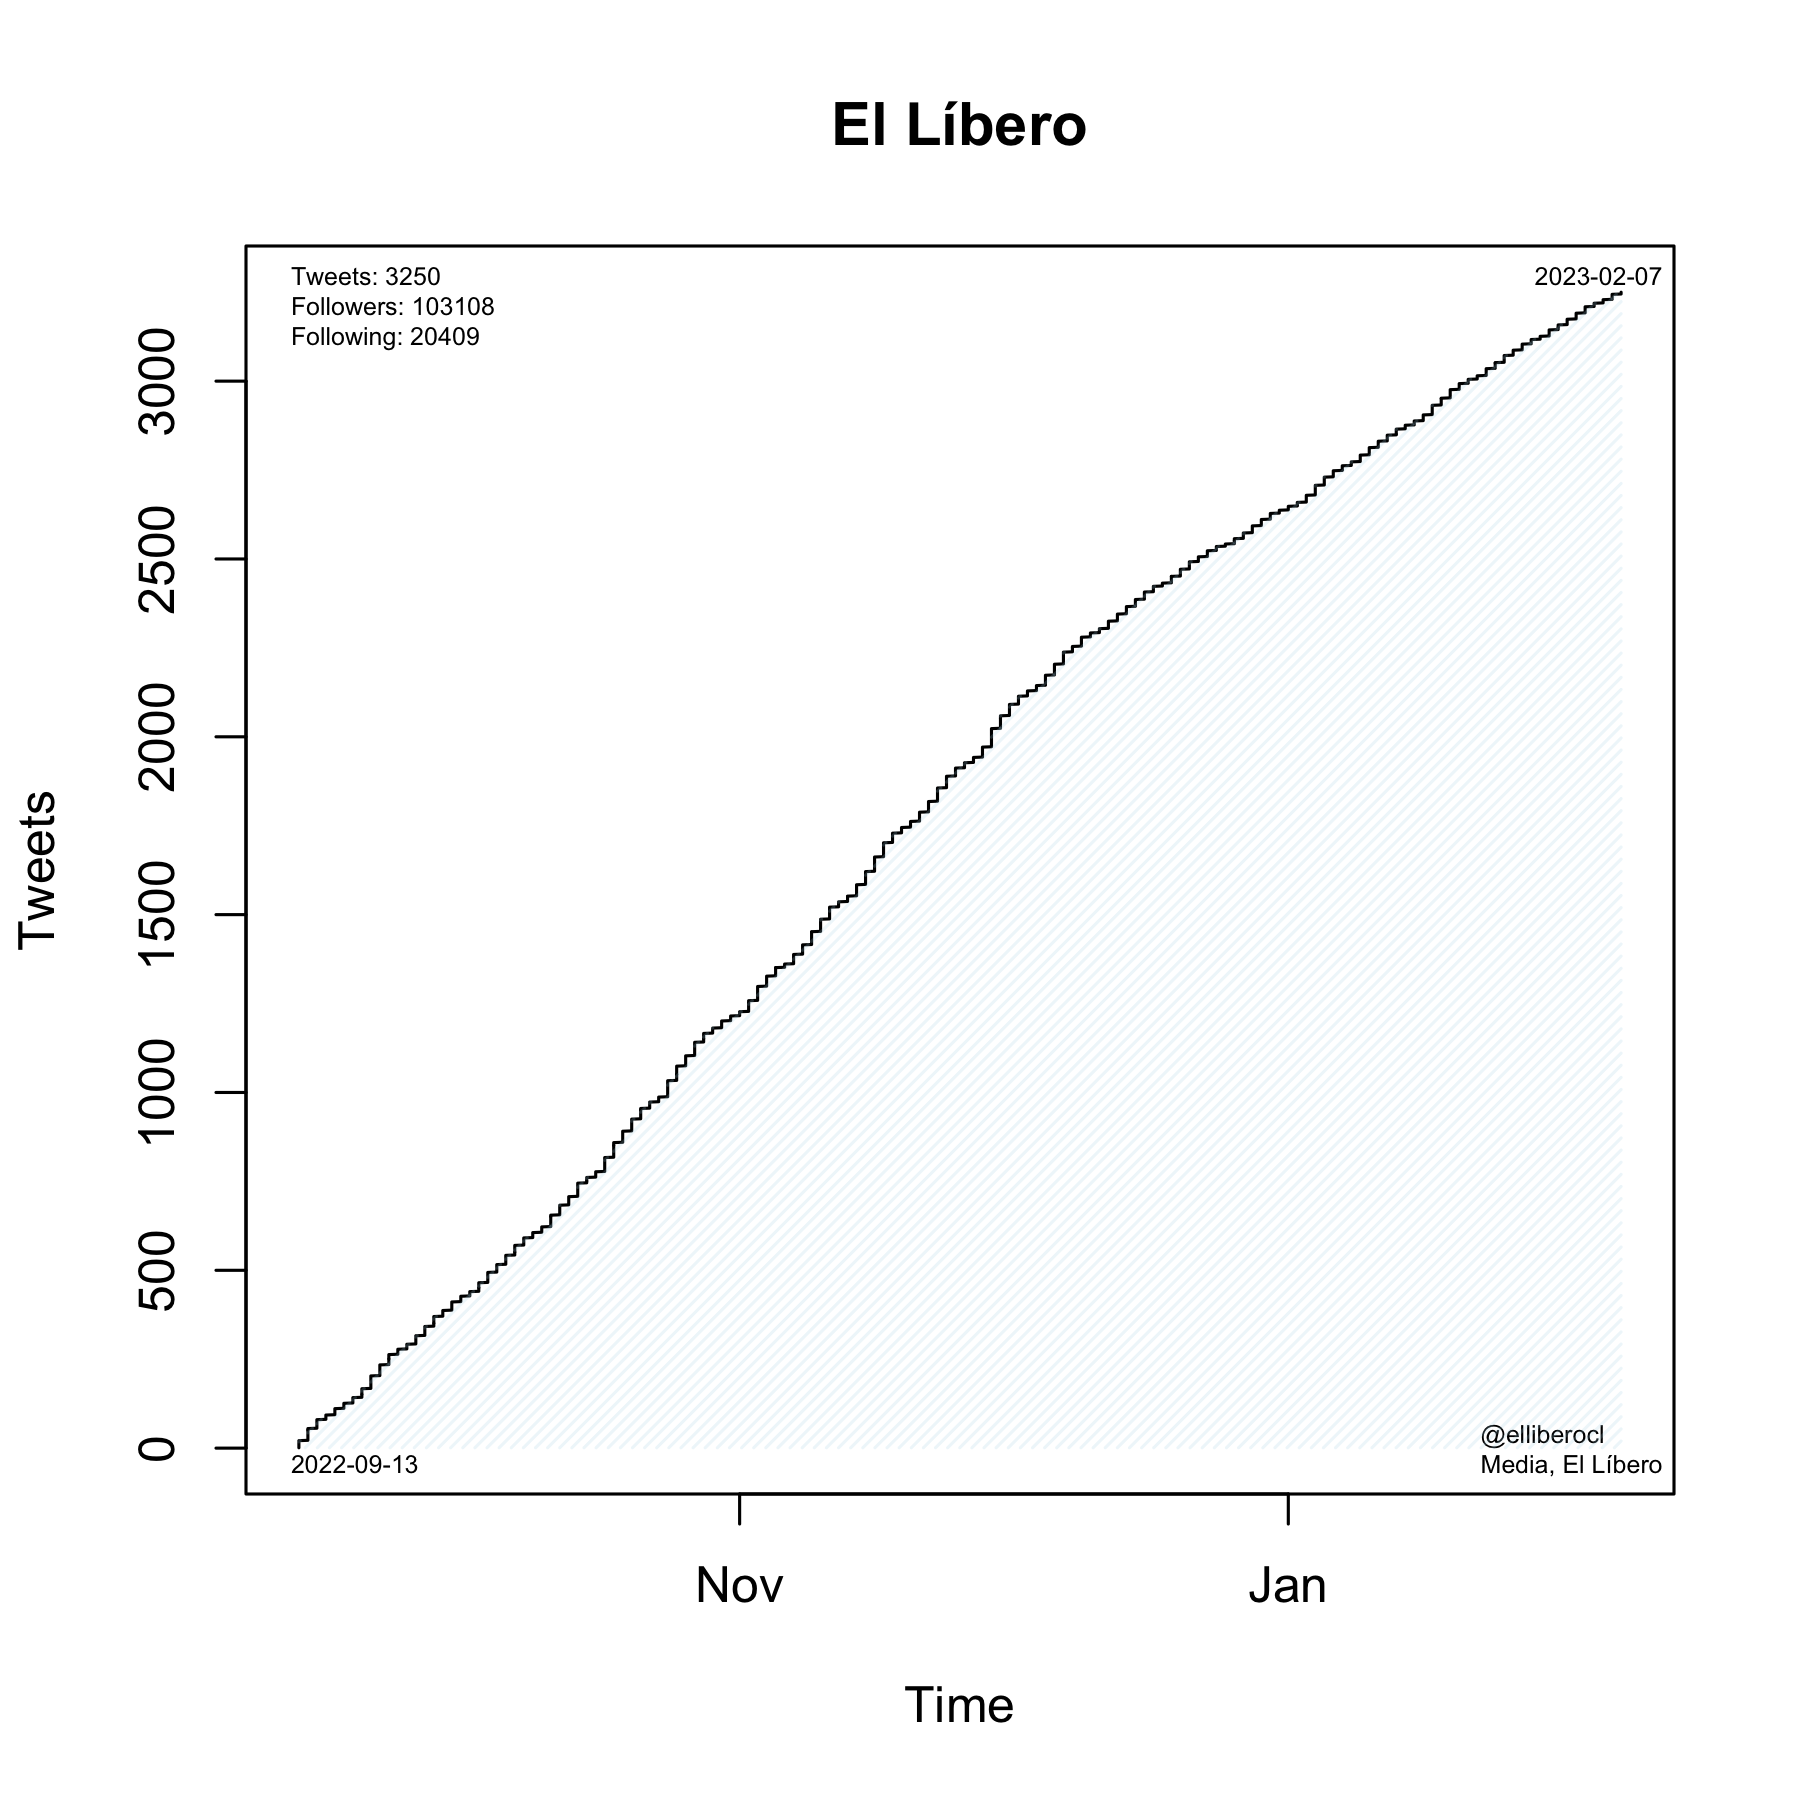 El Líbero
Tweets: 3250
Followers: 103108
Following: 20409
2023-02-07
3000
2500
2000
1500
1000
500
0
Tweets
2022-09-13
@elliberocl
Media, El Líbero
Nov
Jan
Time